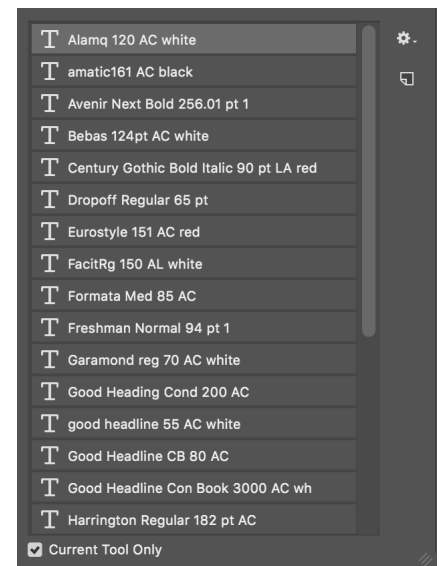 Alamq 120 AC white
amatic161 AC black
Avenir Next Bold 256.01 pt 1
Bebas 124pt AC white
Century Gothic Bold Italic 90 pt LA red
Dropoff Regular 65 pt
Eurostyle 151 AC red
FacitRg 150 AL white
Formata Med 85 AC
Freshman Normal 94 pt 1
Garamond reg 70 AC white
Good Heading Cond 200 AC
good headline 55 AC white
Good Headline CB 80 AC
Good Headline Con Book 3000 AC wh
Harrington Regular 182 pt AC
Current Tool Only